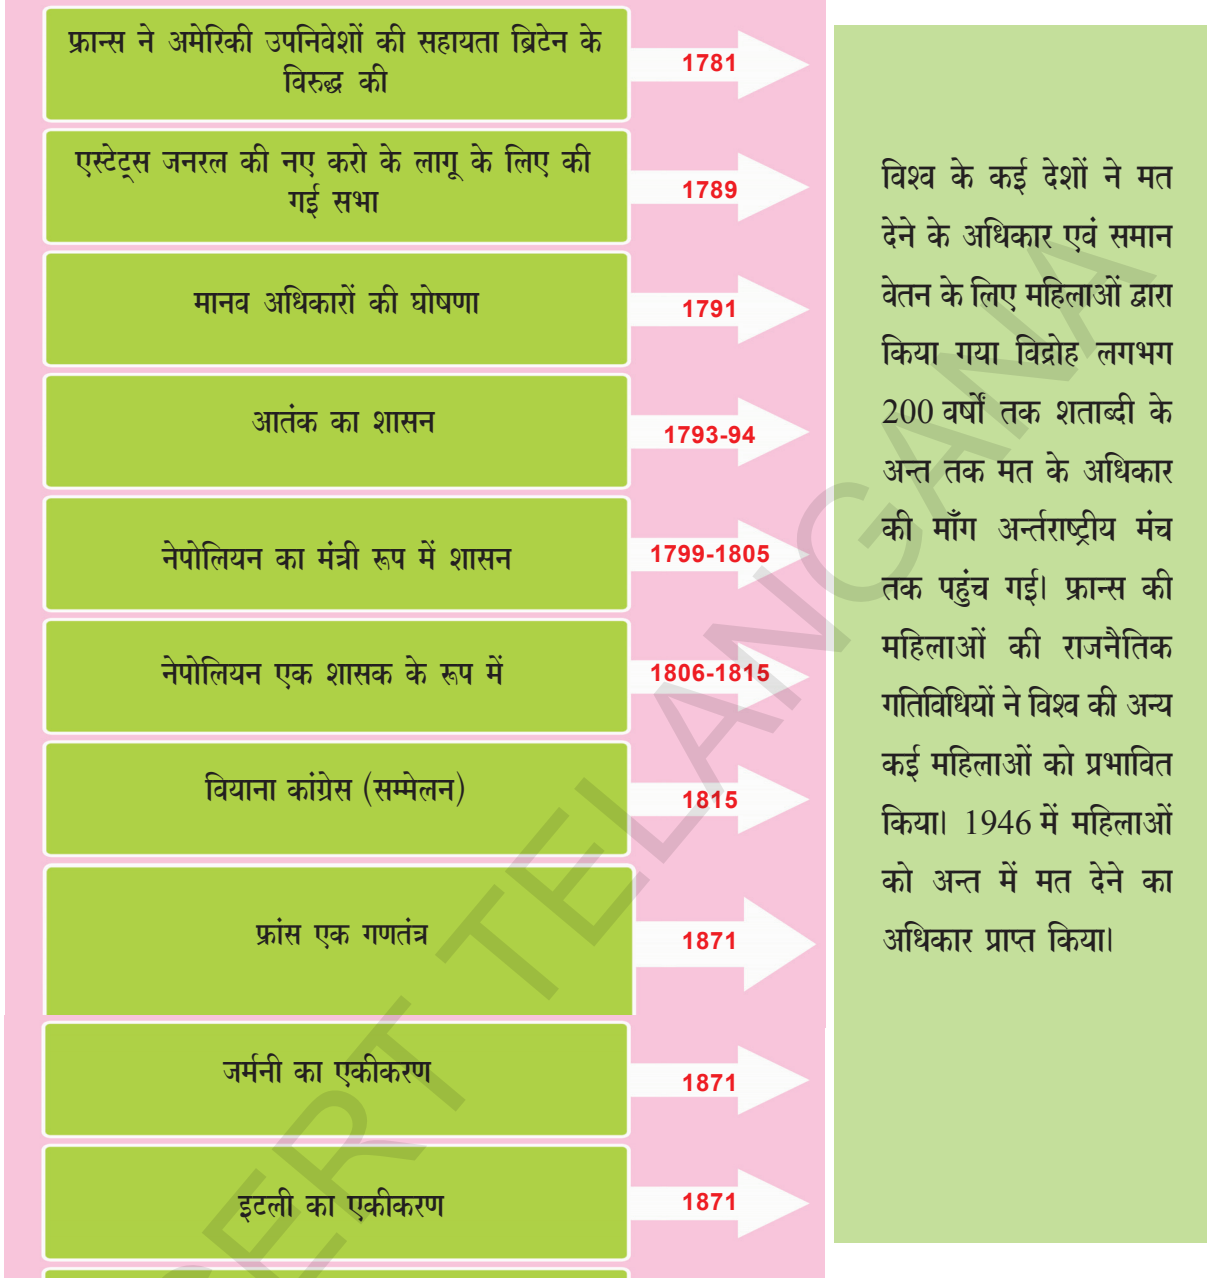 फ्रान्स ने अमेरिकी उपनिवेशों की सहायता ब्रिटेन के
विरुद्ध की
1781
एस्टेट्स जनरल की नए करो के लागू के लिए की
गई सभा
1789
मानव अधिकारों की घोषणा
1791
आतंक का शासन
1793-94
नेपोलियन का मंत्री रूप में शासन
1799-1805
नेपोलियन एक शासक के रूप में
1806-1815
वियाना कांग्रेस (सम्मेलन)
1815
फ्रांस एक गणतंत्र
1871
जर्मनी का एकीकरण
1871
इटली का एकीकरण
1871
विश्व के कई देशों ने मत
देने के अधिकार एवं समान
वेतन के लिए महिलाओं द्वारा
किया गया विद्रोह लगभग
200 वर्षों तक शताब्दी के
अन्त तक मत के अधिकार
की माँग अर्न्तराष्ट्रीय मंच
तक पहुंच गई। फ्रान्स की
महिलाओं की राजनैतिक
गतिविधियों ने विश्व की अन्य
कई महिलाओं को प्रभावित
किया। 1946 में महिलाओं
को अन्त में मत देने का
अधिकार प्राप्त किया।
ERT TELANGANA